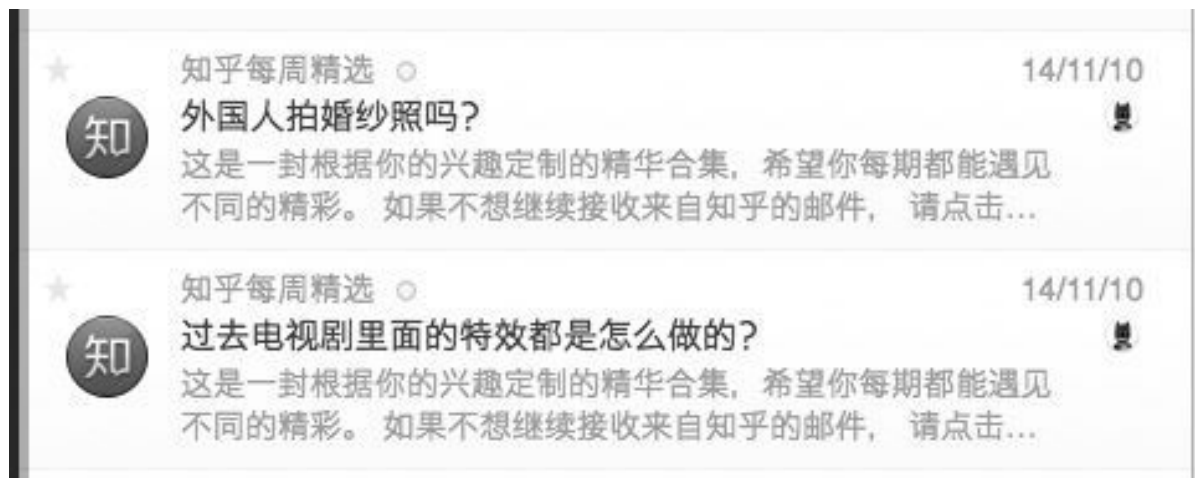 知乎每周精选
14/11/10
外国人拍婚纱照吗?
知
这是一封根据你的兴趣定制的精华合集，希望你每期都能遇见
不同的精彩。 如果不想继续接收来自知乎的邮件， 请点击...
知乎每周精选
14/11/10
过去电视剧里面的特效都是怎么做的?
知
这是一封根据你的兴趣定制的精华合集，希望你每期都能遇见
不同的精彩。 如果不想继续接收来自知乎的邮件， 请点击...